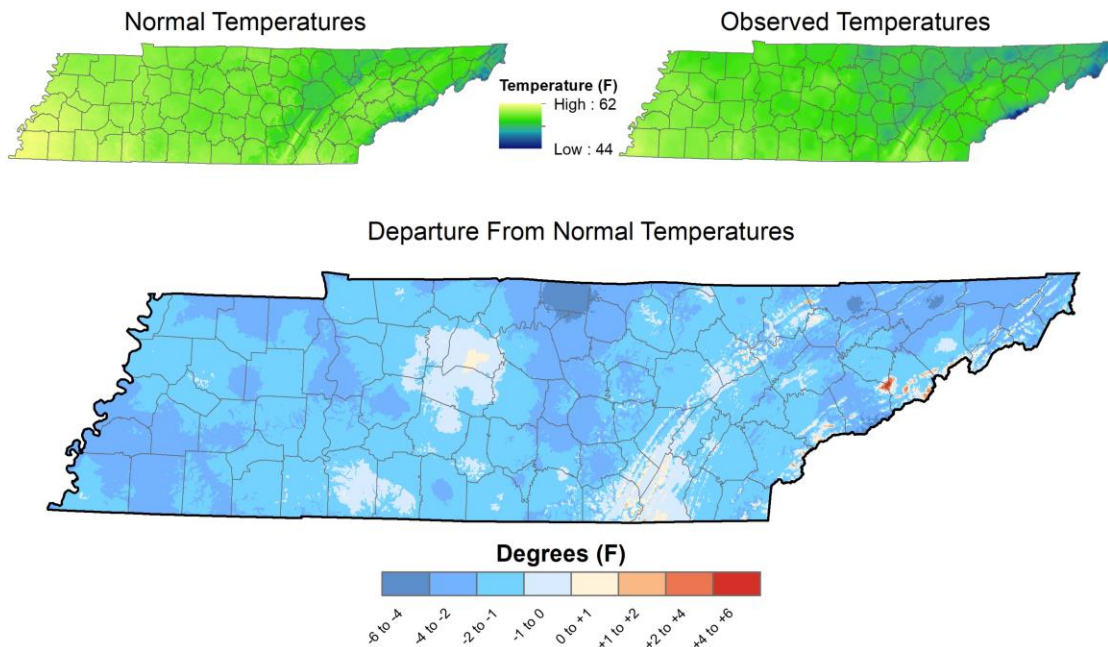 Normal Temperatures
Observed Temperatures
Temperature (F)
High : 62
Low : 44
Departure From Normal Temperatures
Degrees (F)
-6 to -4
-4 to -2
-2 to -1
-1 to 0
0 to +1
+1 to +2
+2 to +4
+4 to +6